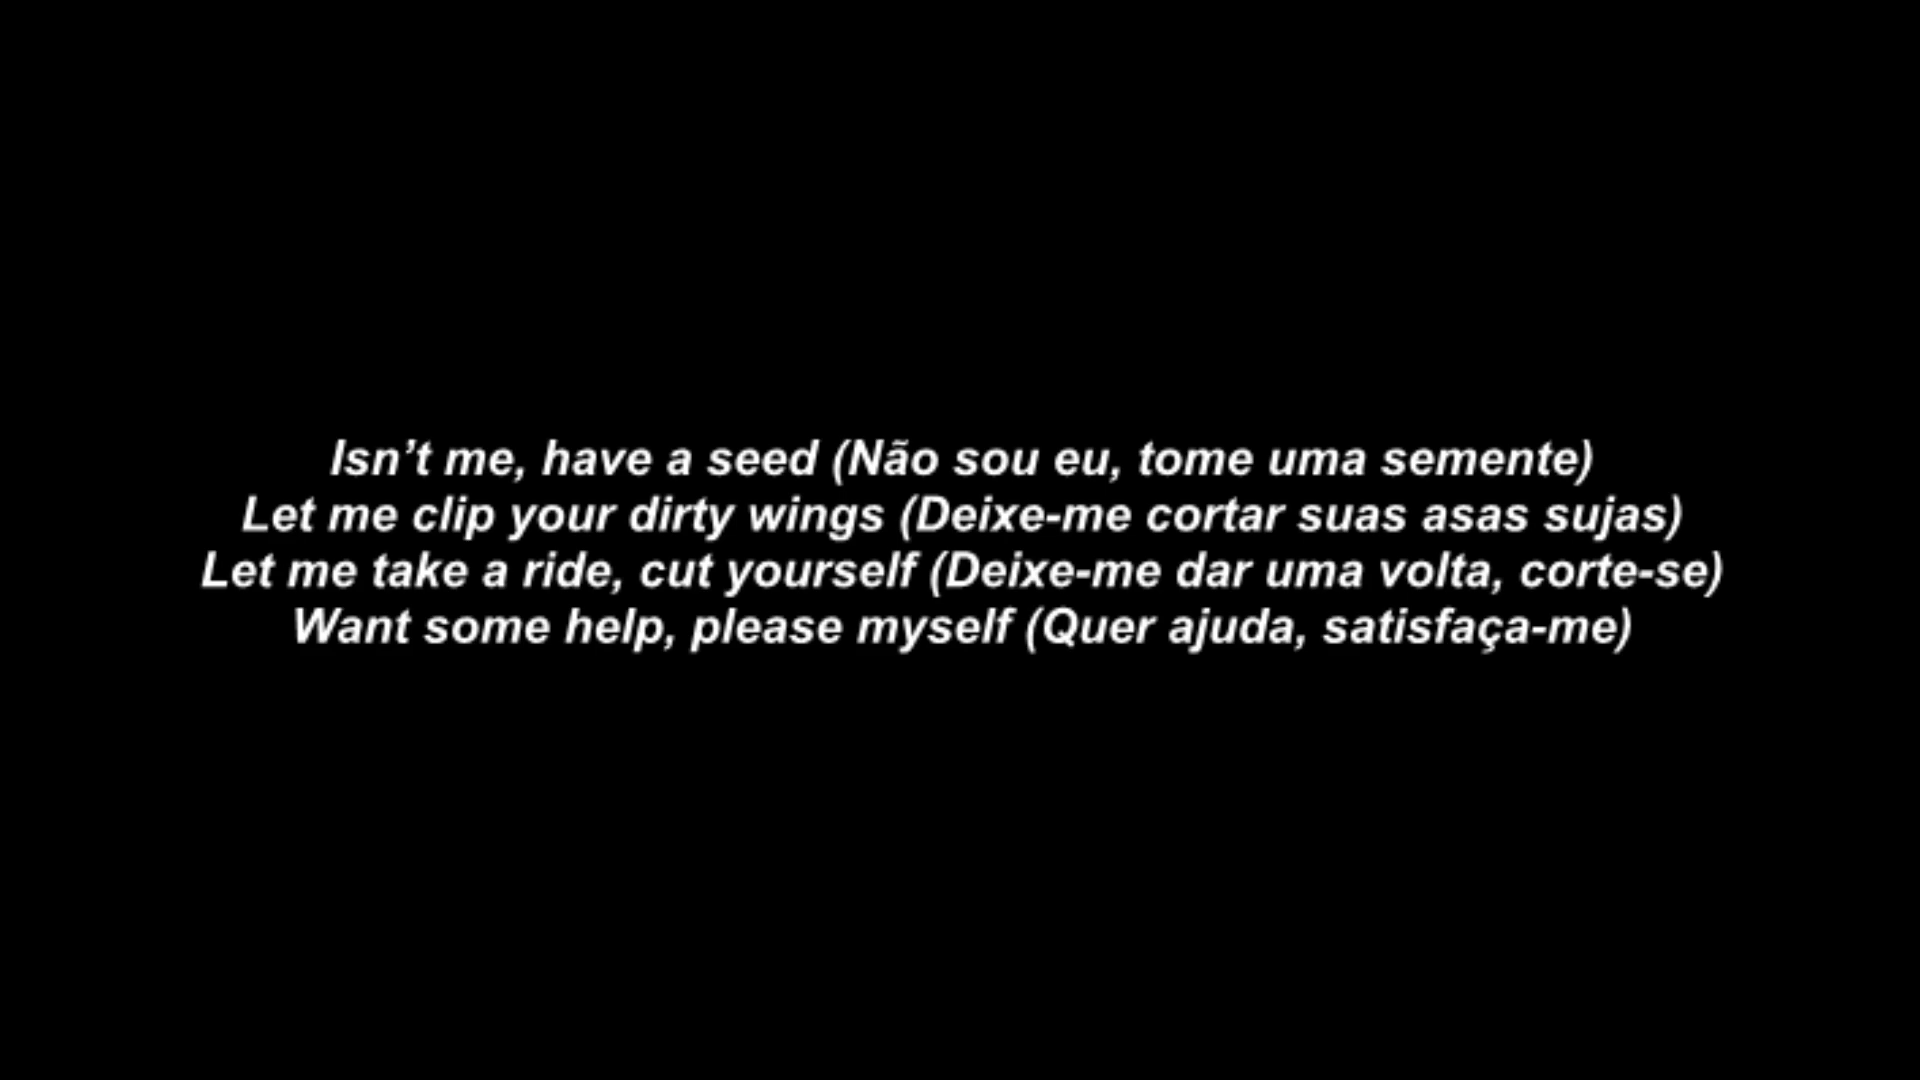 Isn’t me, have a seed (Não sou eu, tome uma semente)
Let me clip your dirty wings (Deixe-me cortar suas asas sujas)
Let me take a ride, cut yourself (Deixe-me dar uma volta, corte-se)
Want some help, please myself (Quer ajuda, satisfaça-me)